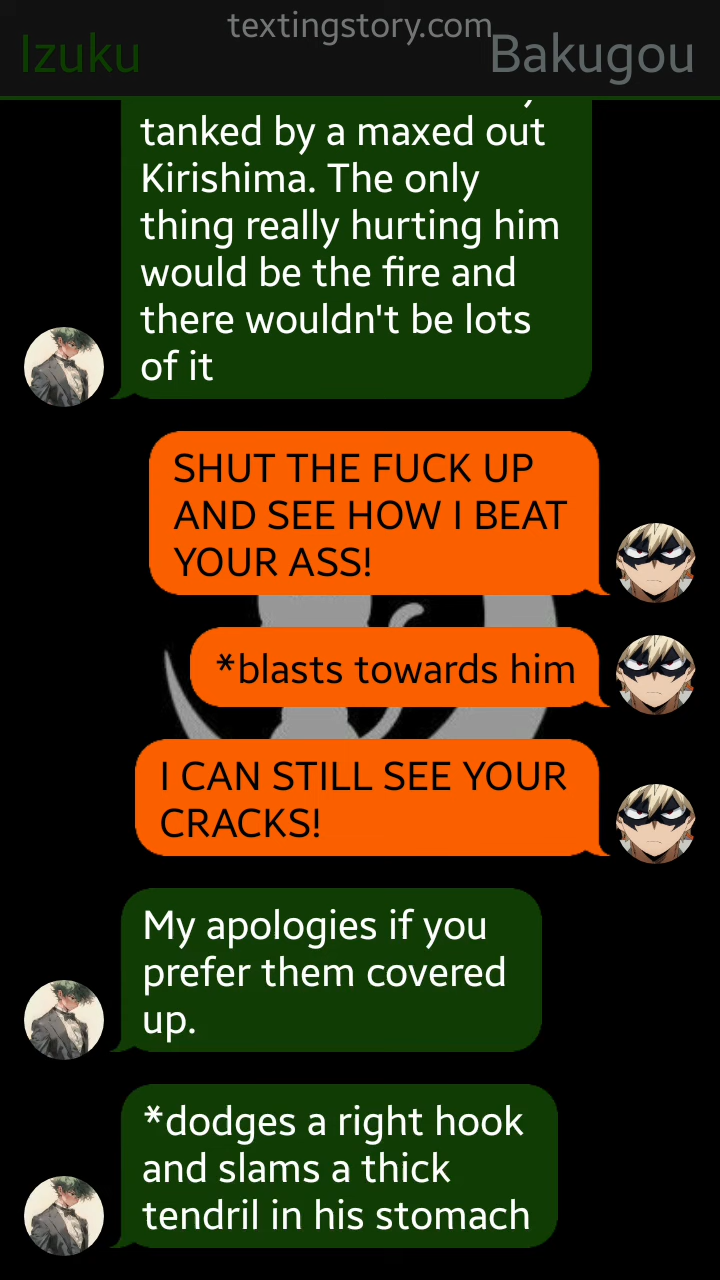 textingstory.com
Izuku
Bakugou
tanked by a maxed out
Kirishima. The only
thing really hurting him
would be the fire and
there wouldn't be lots
of it
SHUT THE FUCK UP
AND SEE HOW I BEAT
YOUR ASS!
*blasts towards him
I CAN STILL SEE YOUR
CRACKS!
My apologies if you
prefer them covered
up.
*dodges a right hook
and slams a thick
tendril in his stomach